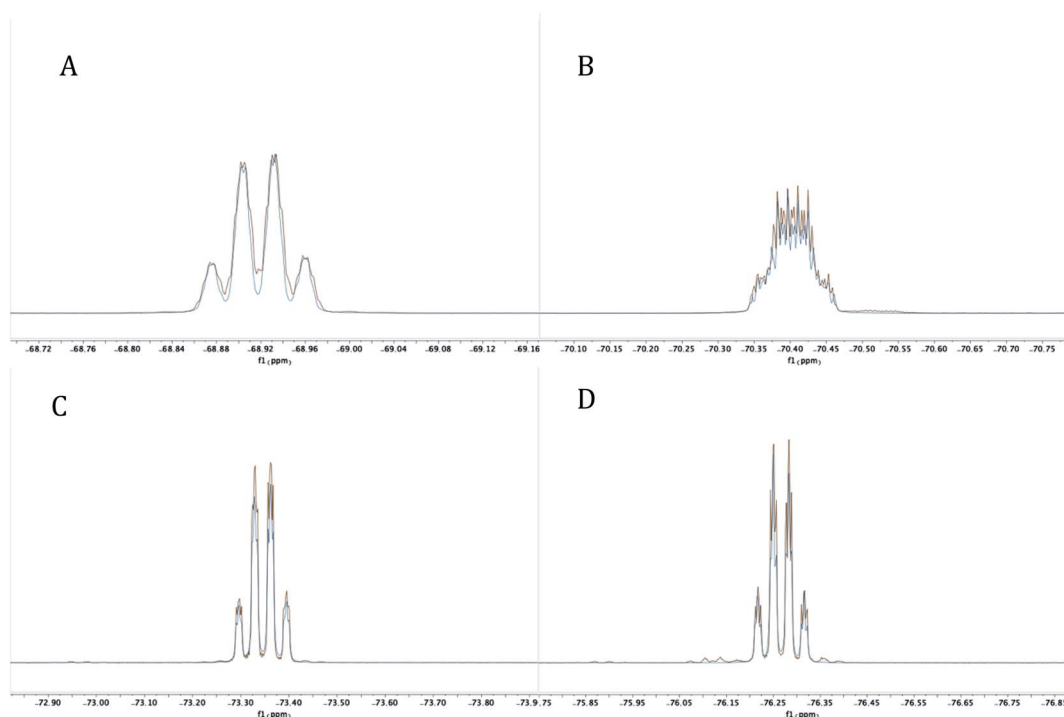 A
B
-68.72 -68.76 -68.80 -68.84 -68.88 -68.92 -68.96 -69.00 -69.04 -69.08 -69.12 -69.16
f1 (ppm)
-70.10 -70.15 -70.20 -70.25 -70.30 -70.35 -70.40 -70.45 -70.50 -70.55 -70.60 -70.65 -70.70 -70.75
f1 (ppm)
C
D
-72.90 -73.00 -73.10 -73.20 -73.30 -73.40 -73.50 -73.60 -73.70 -73.80
f1 (ppm)
-75.85 -75.95 -76.05 -76.15 -76.25 -76.35 -76.45 -76.55 -76.65 -76.75
f1 (ppm)